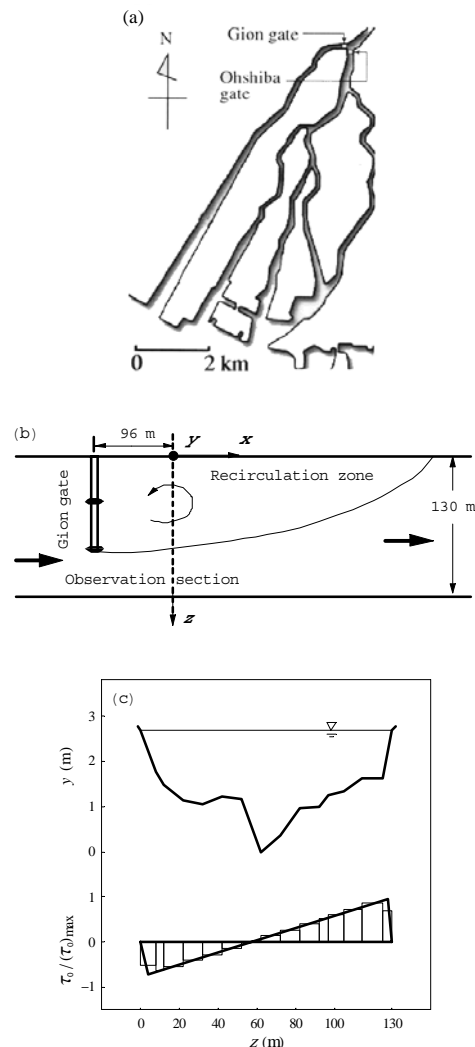 (a)
N
Gion gate
Ohshiba
gate
0 2 km
(b)
96 m
y
x
Recirculation zone
Gion gate
130 m
Observation section
z
(c)
3
2
1
0
y (m)
1
0
−1
τ₀ / (τ₀)max
0 20 40 60 80 100 130
z (m)